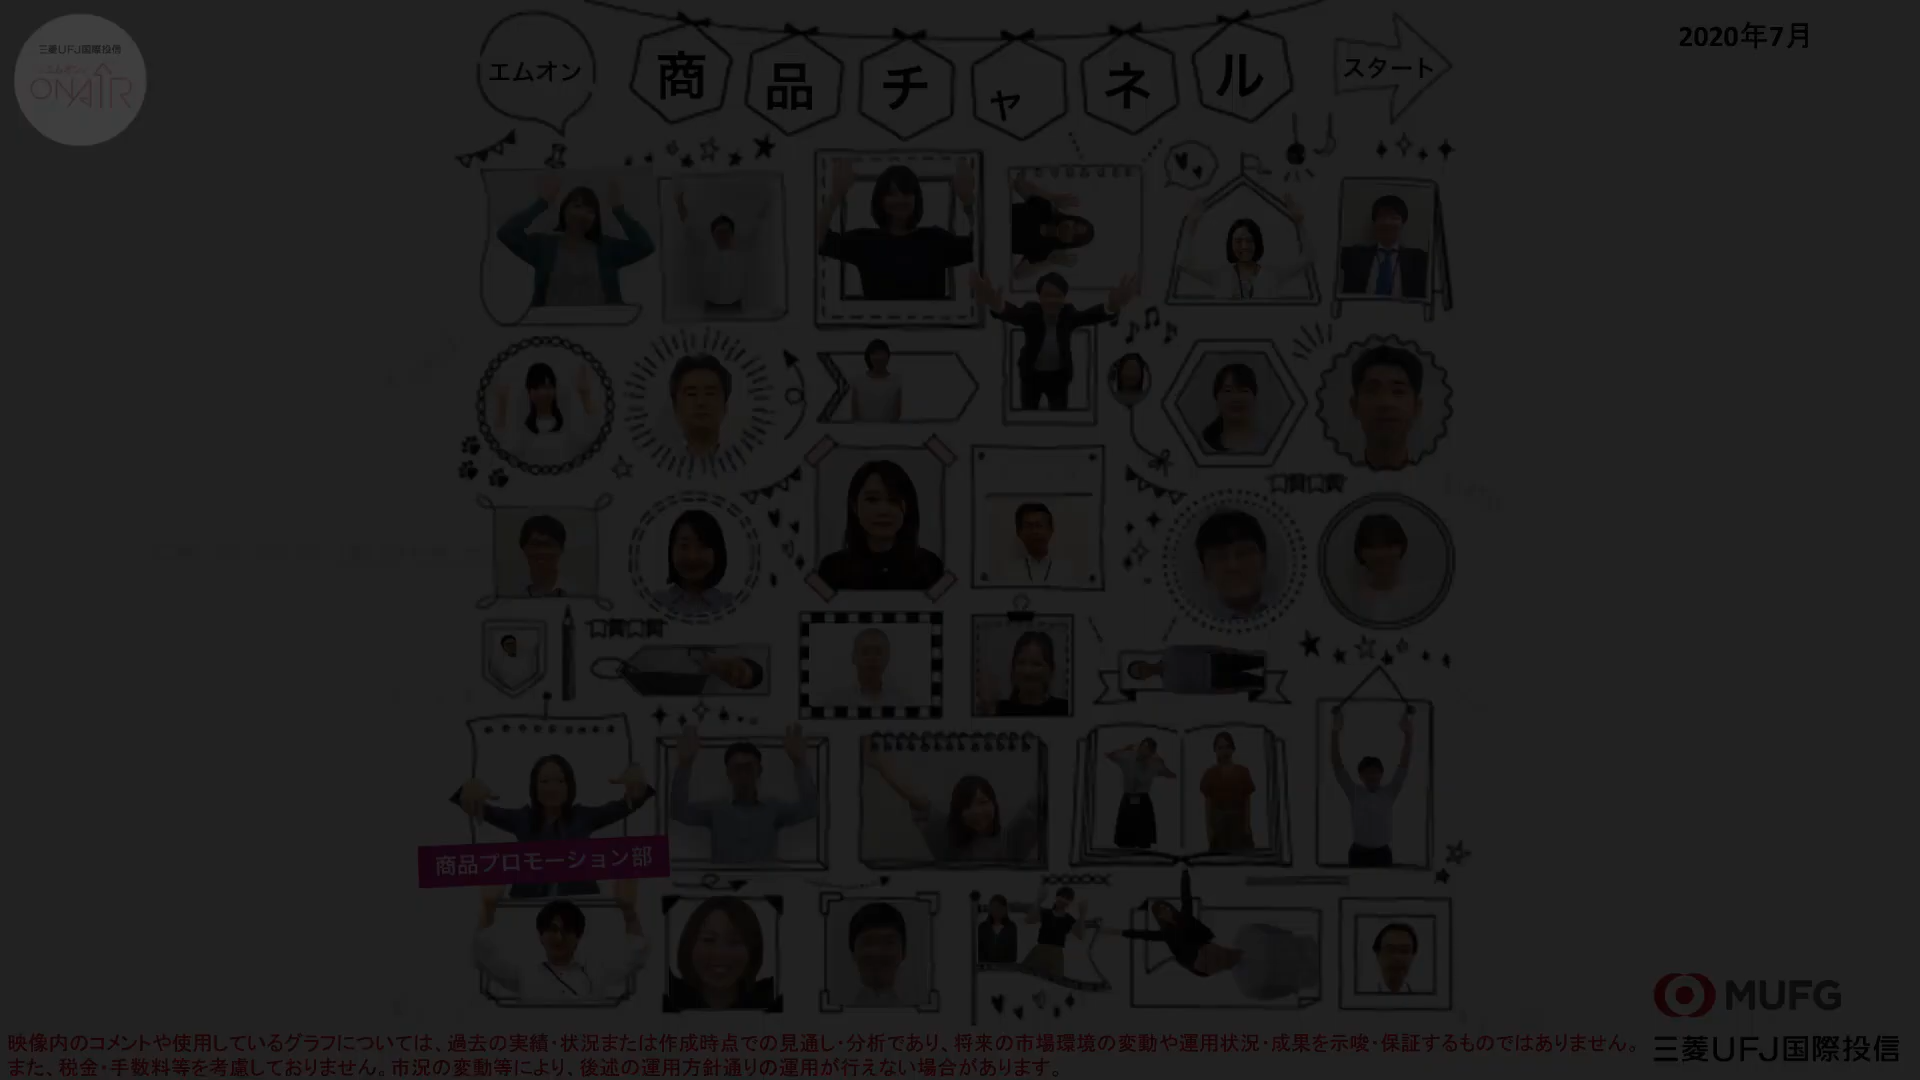 三菱UFJ国際投信
エムオン
ONAIR
エムオン
商品チャネル
スタート
2020年7月
商品プロモーション部
MUFG
三菱UFJ国際投信
映像内のコメントや使用しているグラフについては、過去の実績・状況または作成時点での見通し・分析であり、将来の市場環境の変動や運用状況・成果を示唆・保証するものではありません。
また、税金・手数料等を考慮しておりません。市況の変動等により、後述の運用方針通りの運用が行えない場合があります。